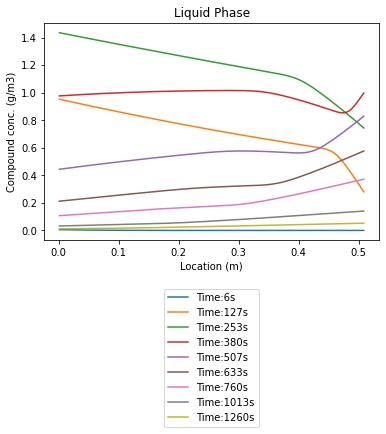 Liquid Phase
Compound conc. (g/m3)
1.4
1.2
1.0
0.8
0.6
0.4
0.2
0.0
0.0 0.1 0.2 0.3 0.4 0.5
Location (m)
Time:6s
Time:127s
Time:253s
Time:380s
Time:507s
Time:633s
Time:760s
Time:1013s
Time:1260s